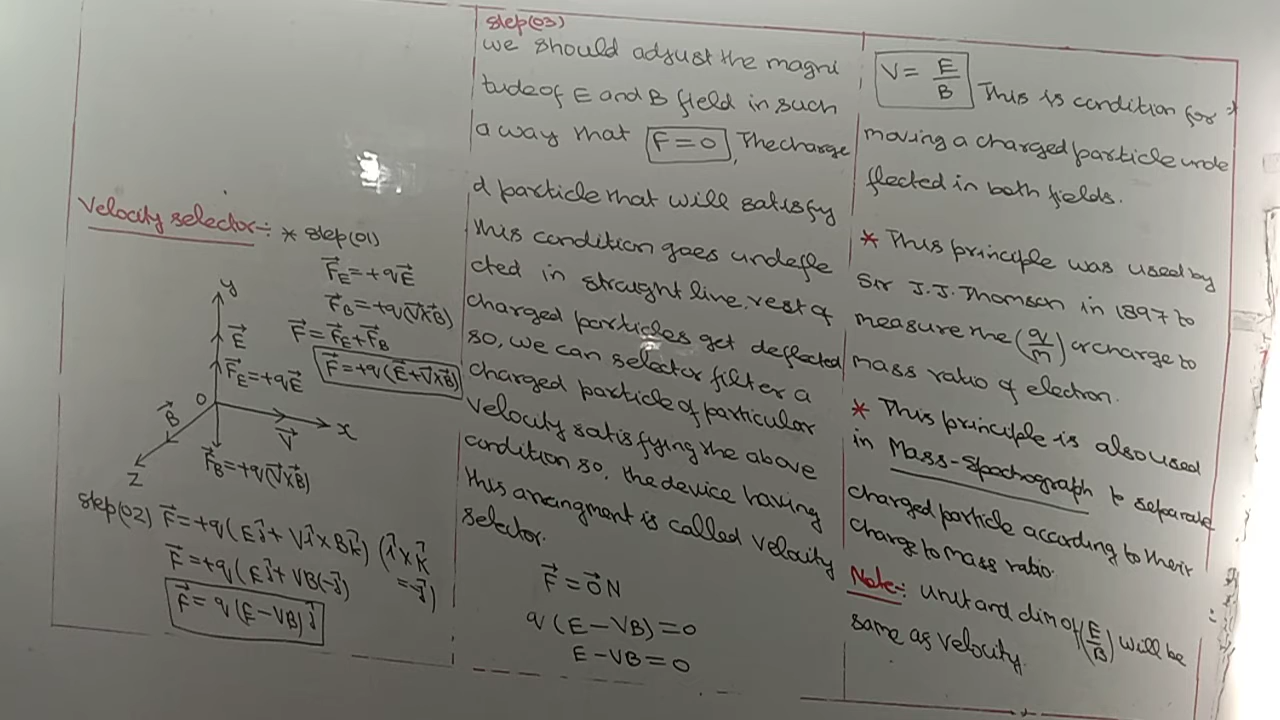 Velocity selector:- * step(01)
F⃗_E = +qE⃗
F⃗_B = +q(V⃗×B⃗)
F⃗ = F⃗_E + F⃗_B
F⃗ = +q(E⃗+V⃗×B⃗)
y
E⃗
F⃗_E = +qE⃗
O
B⃗
V⃗
x
Z
F⃗_B = +q(V⃗×B⃗)
step(02) F⃗ = +q(Eĵ + Vî×Bk̂) (î×k̂
= -ĵ)
F⃗ = +q(Eĵ + VB(-ĵ)
F⃗ = q(E-VB)ĵ
step(03)
we should adjust the magni
tude of E and B field in such
a way that F=0, The charge
d particle that will satisfy
this condition goes undefle
cted in straught line, rest of
charged particles get deflected
so, we can select or filter a
charged particle of particular
velocity satisfying the above
condition so, the device having
this arrangment is called velocity
selector.
F⃗ = 0⃗ N
q(E-VB)=0
E-VB=0
V = E/B This is condition for
moving a charged particle unde
flected in both fields.
* This principle was used by
Sir J.J. Thomson in 1897 to
measure the (q/m) or charge to
mass ratio of electron.
* This principle is also used
in Mass-Spectrograph to separate
charged particle according to their
charge to mass ratio.
Note:- Unit and dim of (E/B) will be
same as velocity.